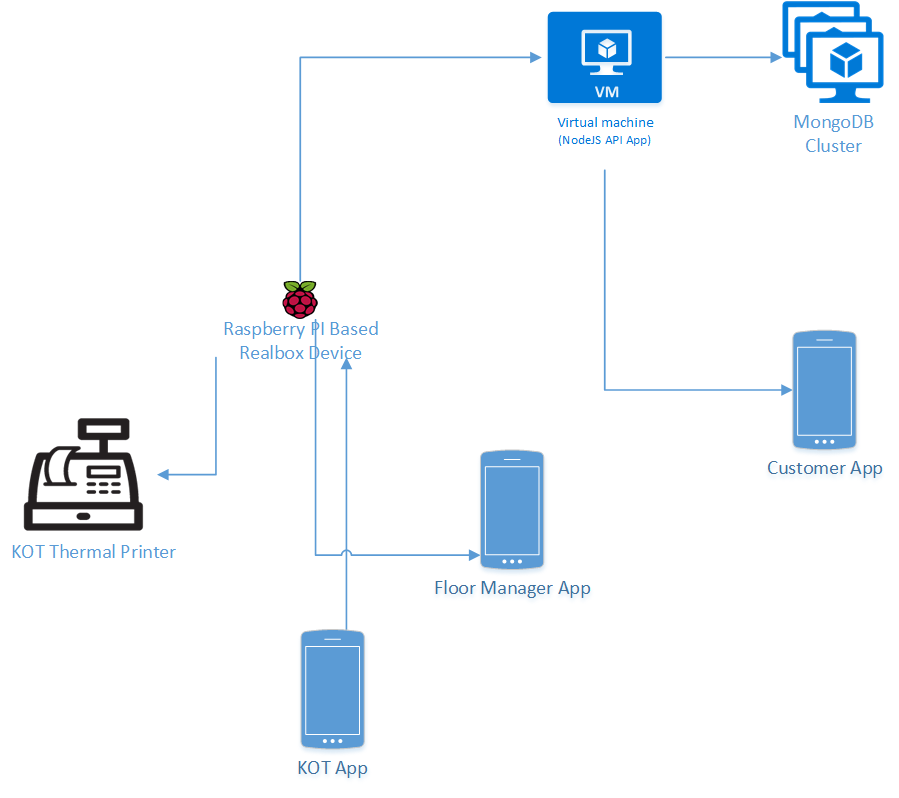 VM
Virtual machine
(NodeJS API App)
MongoDB
Cluster
Raspberry PI Based
Realbox Device
Customer App
KOT Thermal Printer
Floor Manager App
KOT App